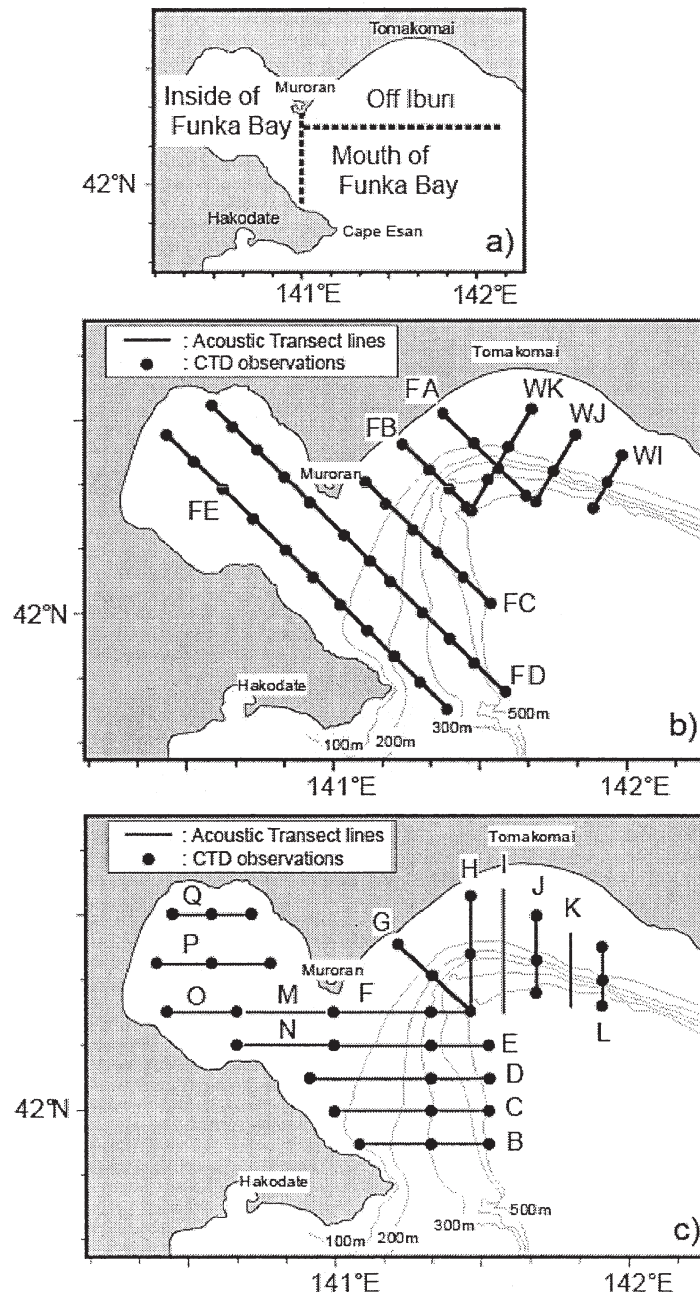 Tomakomai
Muroran
Inside of
Funka Bay
Off Iburi
Mouth of
Funka Bay
42°N
Hakodate
Cape Esan
a)
141°E
142°E
: Acoustic Transect lines
: CTD observations
Tomakomai
FA
WK
FB
WJ
WI
Muroran
FE
42°N
FC
FD
Hakodate
500m
300m
200m
100m
b)
141°E
142°E
: Acoustic Transect lines
: CTD observations
Tomakomai
H
I
J
K
Q
G
P
Muroran
O
M
F
L
N
E
D
42°N
C
B
Hakodate
500m
300m
200m
100m
c)
141°E
142°E